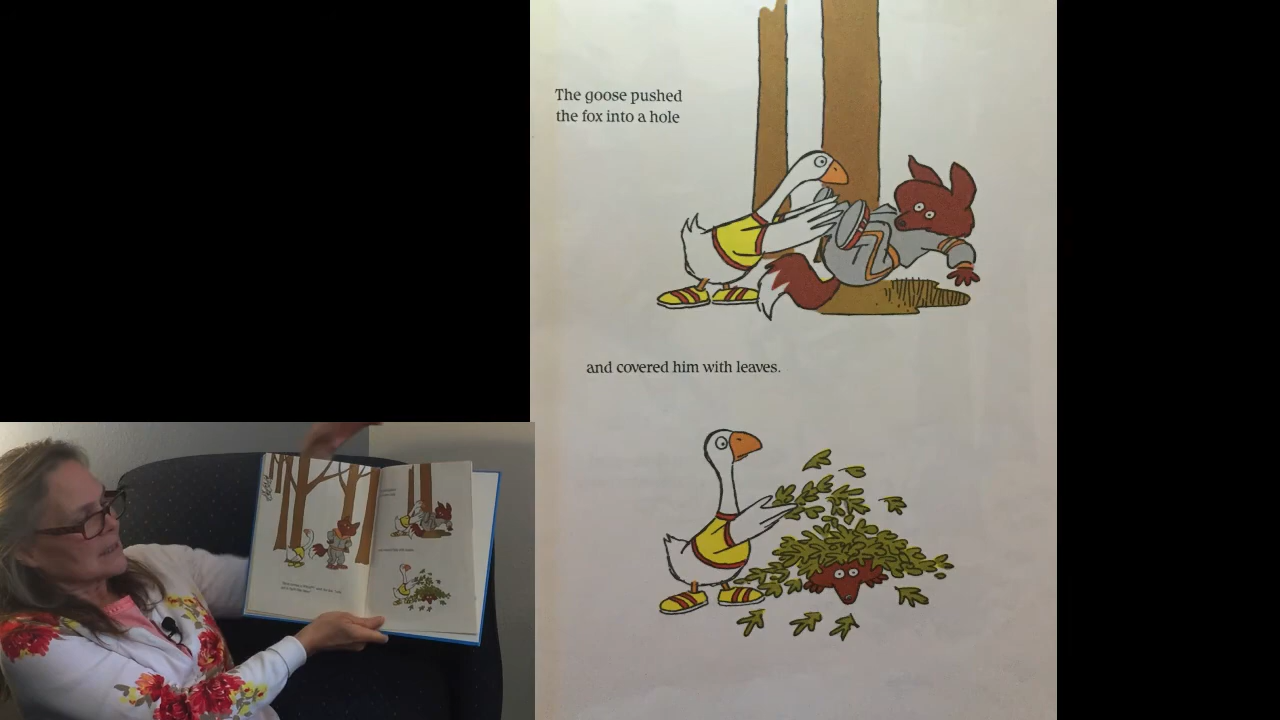 The goose pushed
the fox into a hole
and covered him with leaves.